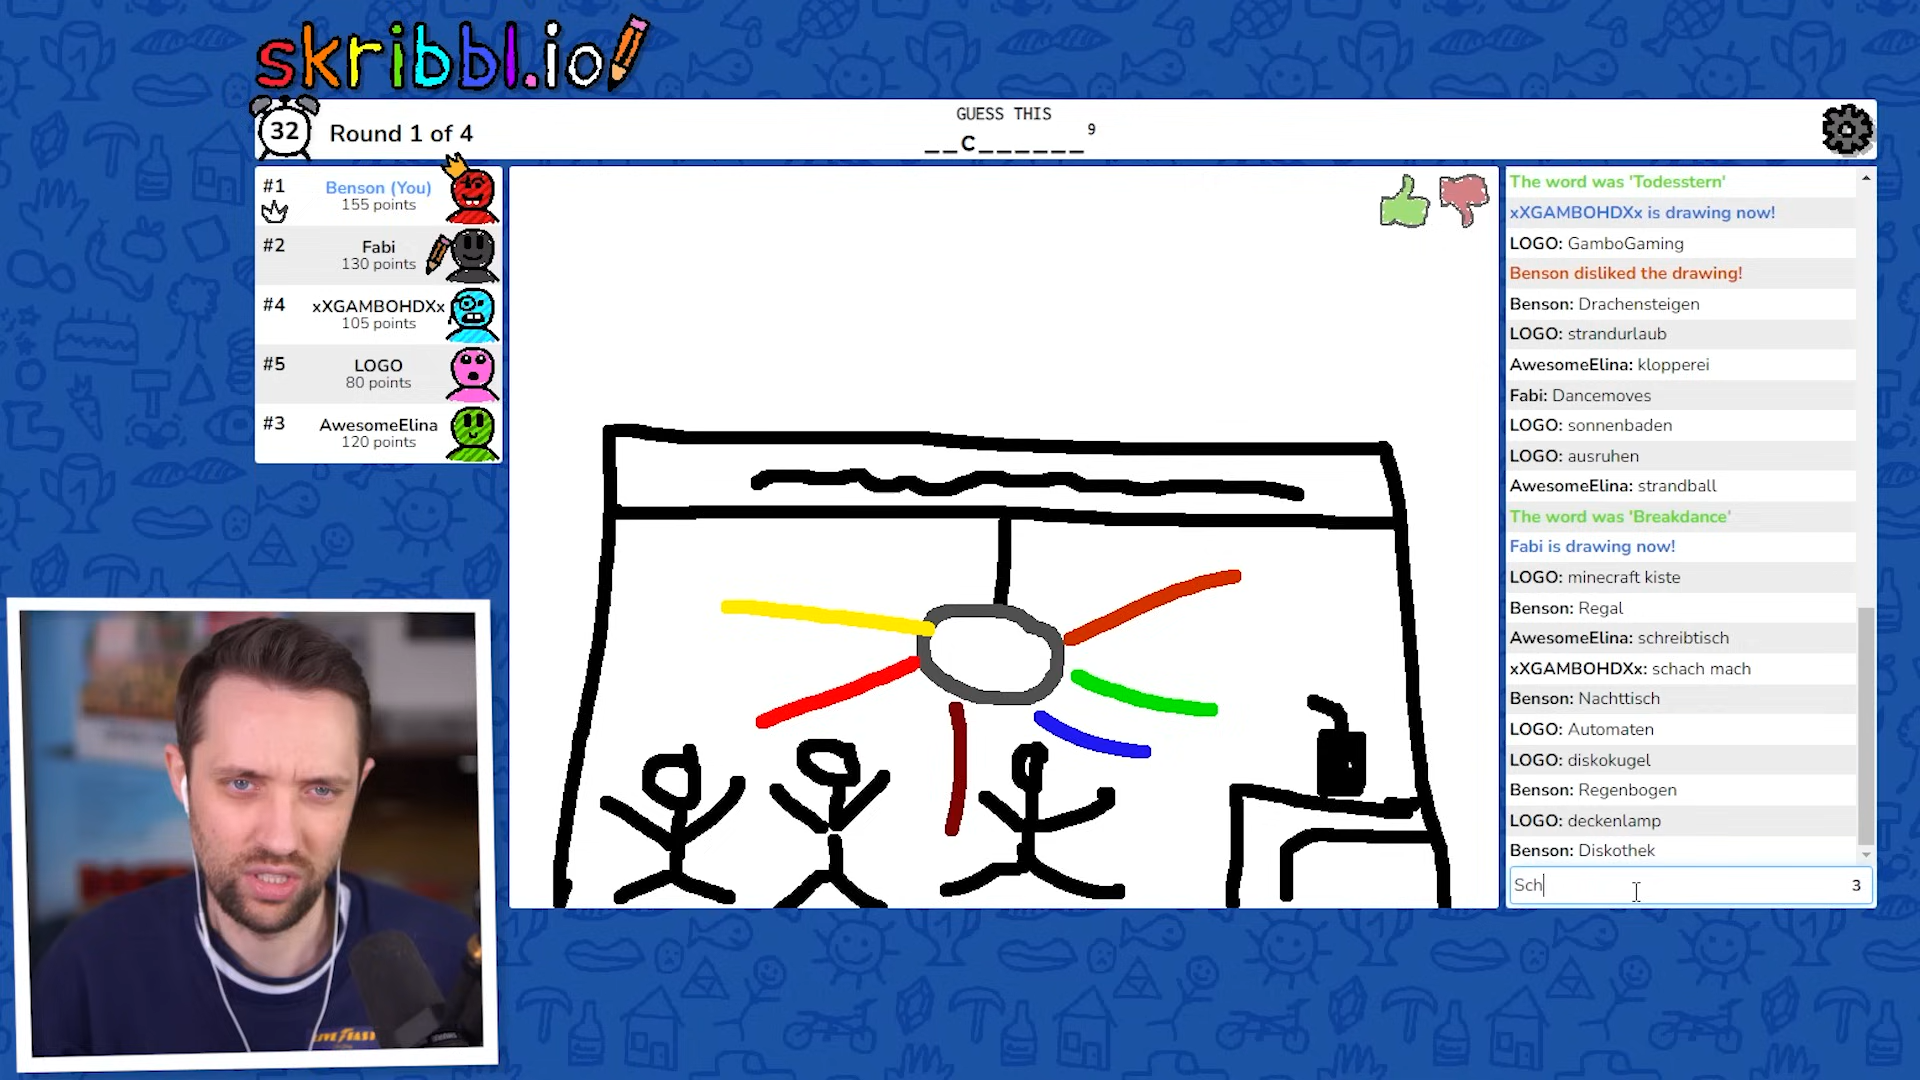 skribbl.io
32
Round 1 of 4
GUESS THIS
__C______ 9
#1
Benson (You)
155 points
#2
Fabi
130 points
#4
xXGAMBOHDXx
105 points
#5
LOGO
80 points
#3
AwesomeElina
120 points
The word was 'Todesstern'
xXGAMBOHDXx is drawing now!
LOGO: GamboGaming
Benson disliked the drawing!
Benson: Drachensteigen
LOGO: strandurlaub
AwesomeElina: klopperei
Fabi: Dancemoves
LOGO: sonnenbaden
LOGO: ausruhen
AwesomeElina: strandball
The word was 'Breakdance'
Fabi is drawing now!
LOGO: minecraft kiste
Benson: Regal
AwesomeElina: schreibtisch
xXGAMBOHDXx: schach mach
Benson: Nachttisch
LOGO: Automaten
LOGO: diskokugel
Benson: Regenbogen
LOGO: deckenlamp
Benson: Diskothek
Sch
3